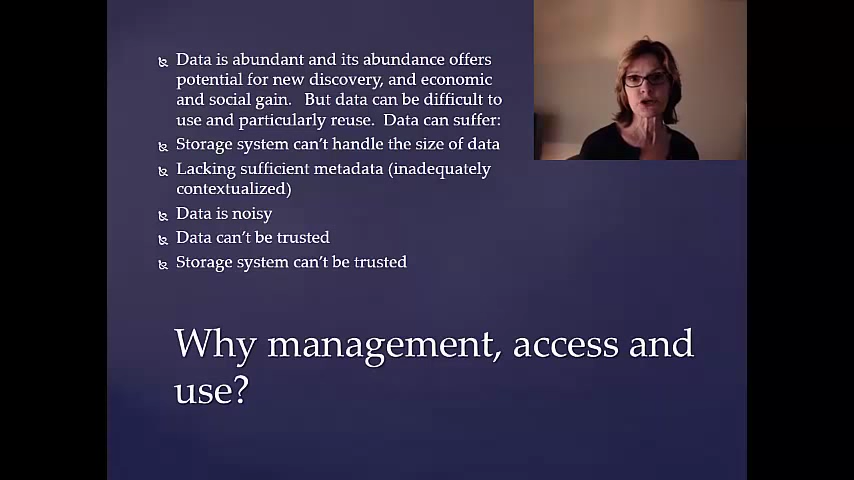 Data is abundant and its abundance offers
potential for new discovery, and economic
and social gain.   But data can be difficult to
use and particularly reuse.  Data can suffer:
Storage system can't handle the size of data
Lacking sufficient metadata (inadequately
contextualized)
Data is noisy
Data can't be trusted
Storage system can't be trusted
Why management, access and
use?